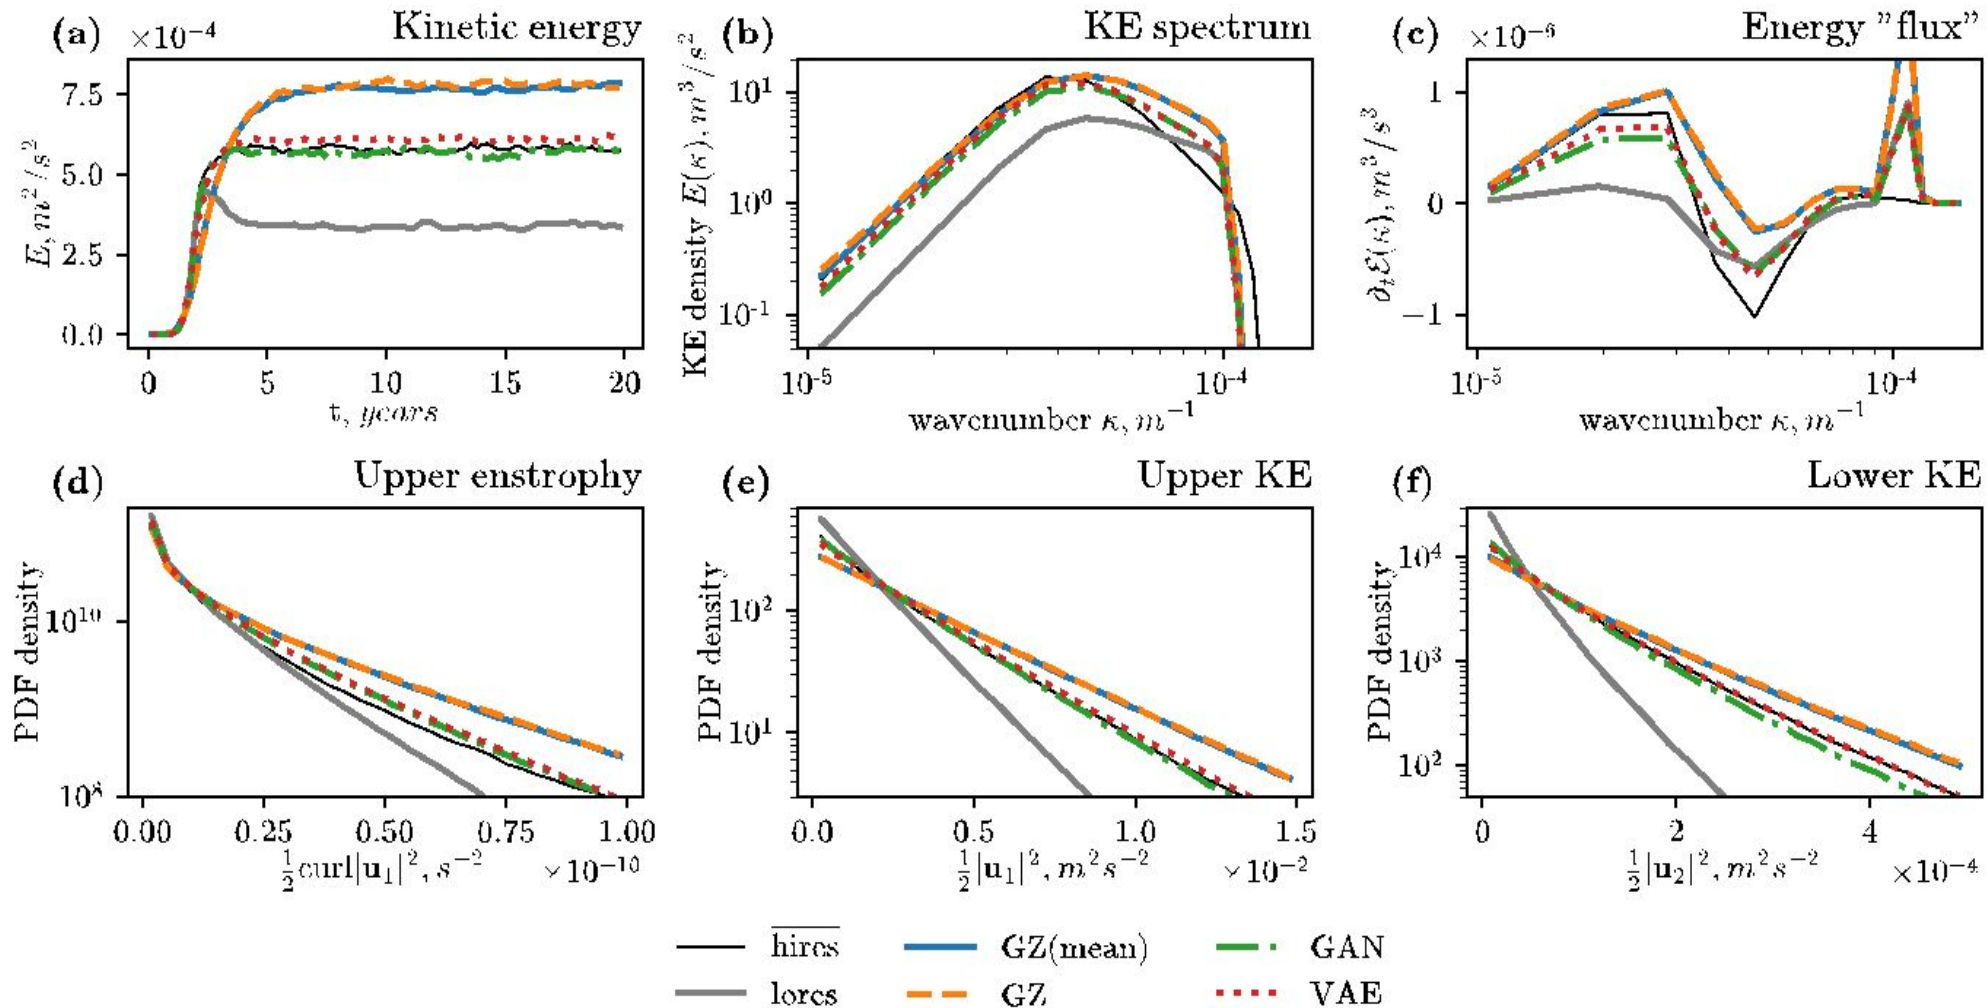 (a) ×10⁻⁴ Kinetic energy
E, m²/s²
7.5
5.0
2.5
0.0
0 5 10 15 20
t, years
(b) KE spectrum
KE density E(κ), m³/s²
10¹
10⁰
10⁻¹
10⁻⁵ 10⁻⁴
wavenumber κ, m⁻¹
(c) ×10⁻⁶ Energy ”flux”
∂ₜℰ(κ), m³/s³
1
0
−1
10⁻⁵ 10⁻⁴
wavenumber κ, m⁻¹
(d) Upper enstrophy
PDF density
10¹⁰
10⁸
0.00 0.25 0.50 0.75 1.00
½curl|u₁|², s⁻² ×10⁻¹⁰
(e) Upper KE
PDF density
10²
10¹
0 0.5 1.0 1.5
½|u₁|², m²s⁻² ×10⁻²
(f) Lower KE
PDF density
10⁴
10³
10²
0 2 4
½|u₂|², m²s⁻² ×10⁻⁴
hires GZ(mean) GAN
lores GZ VAE